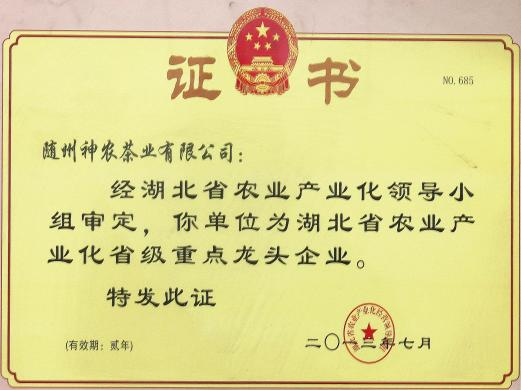 证书
NO.685
随州神农茶业有限公司：
经湖北省农业产业化领导小
组审定，你单位为湖北省农业产
业化省级重点龙头企业。
特发此证
二〇一三年七月
(有效期：贰年)